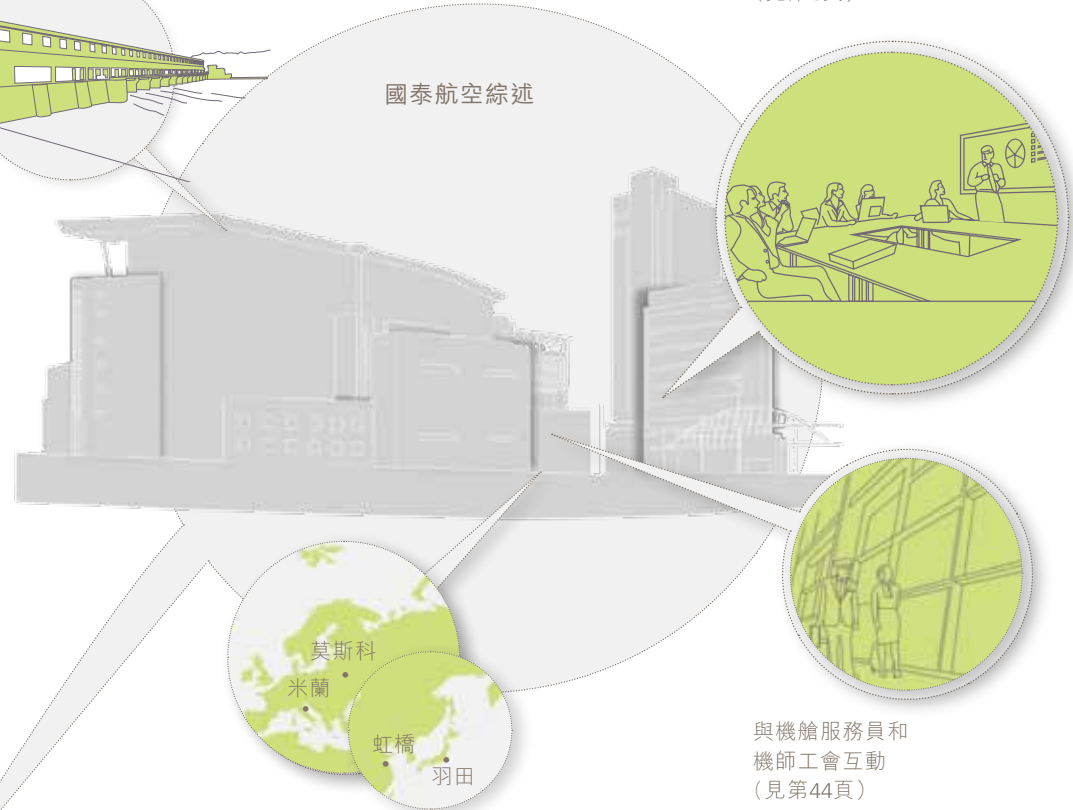 國泰航空綜述
莫斯科
米蘭
虹橋
羽田
與機艙服務員和
機師工會互動
(見第44頁)